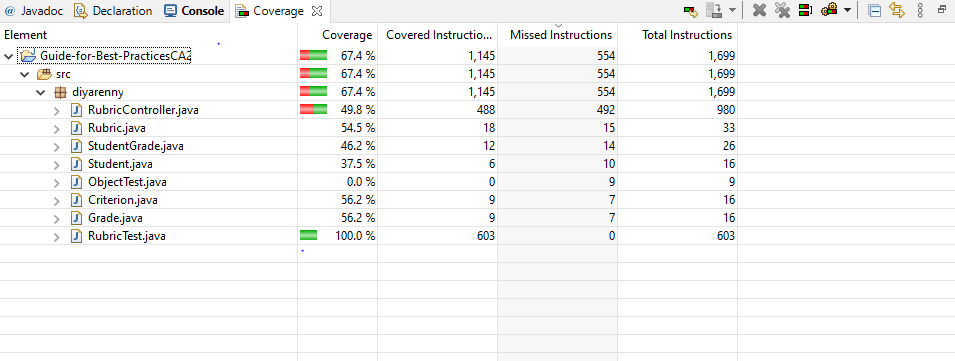 @ Javadoc Declaration Console Coverage
Element Coverage Covered Instructio... Missed Instructions Total Instructions
Guide-for-Best-PracticesCA2 67.4 % 1,145 554 1,699
src 67.4 % 1,145 554 1,699
diyarenny 67.4 % 1,145 554 1,699
RubricController.java 49.8 % 488 492 980
Rubric.java 54.5 % 18 15 33
StudentGrade.java 46.2 % 12 14 26
Student.java 37.5 % 6 10 16
ObjectTest.java 0.0 % 0 9 9
Criterion.java 56.2 % 9 7 16
Grade.java 56.2 % 9 7 16
RubricTest.java 100.0 % 603 0 603